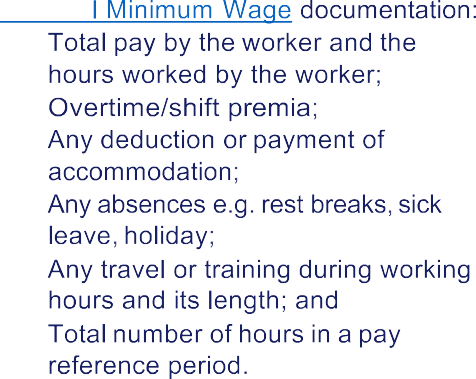 l Minimum Wage documentation:
Total pay by the worker and the
hours worked by the worker;
Overtime/shift premia;
Any deduction or payment of
accommodation;
Any absences e.g. rest breaks, sick
leave, holiday;
Any travel or training during working
hours and its length; and
Total number of hours in a pay
reference period.